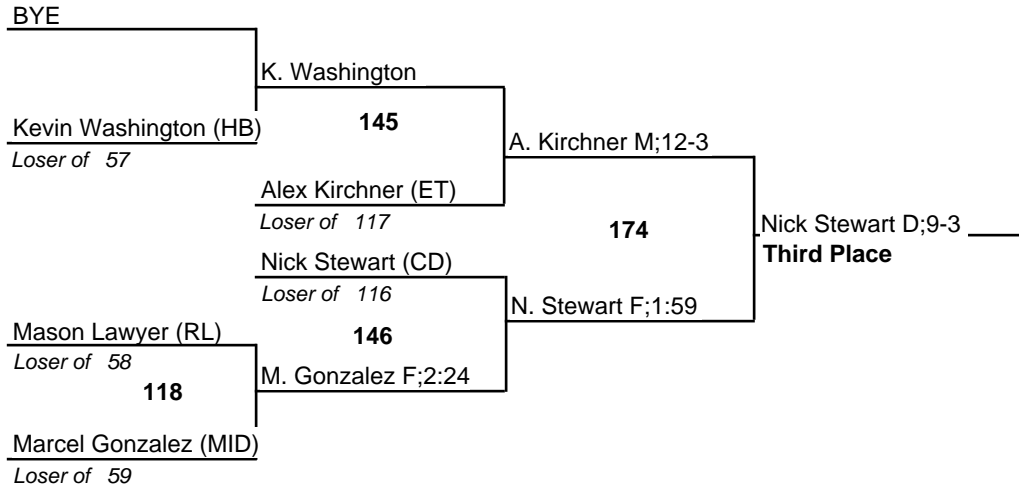 BYE
K. Washington
Kevin Washington (HB)
145
Loser of 57
A. Kirchner M;12-3
Alex Kirchner (ET)
Loser of 117
174
Nick Stewart D;9-3
Third Place
Nick Stewart (CD)
Loser of 116
N. Stewart F;1:59
Mason Lawyer (RL)
146
Loser of 58
118
M. Gonzalez F;2:24
Marcel Gonzalez (MID)
Loser of 59